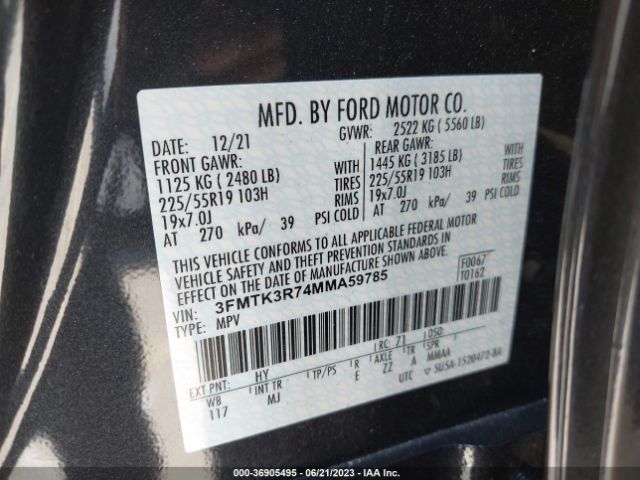 MFD. BY FORD MOTOR CO.
DATE: 12/21 GVWR: 2522 KG ( 5560 LB)
FRONT GAWR: REAR GAWR:
1125 KG ( 2480 LB) WITH 1445 KG ( 3185 LB) WITH
225/55R19 103H TIRES 225/55R19 103H TIRES
19x7.0J RIMS 19x7.0J RIMS
AT 270 kPa/ 39 PSI COLD AT 270 kPa/ 39 PSI COLD
THIS VEHICLE CONFORMS TO ALL APPLICABLE FEDERAL MOTOR
VEHICLE SAFETY AND THEFT PREVENTION STANDARDS IN
EFFECT ON THE DATE OF MANUFACTURE SHOWN ABOVE.
VIN: 3FMTK3R74MMA59785 F0067
TYPE: MPV T0162
EXT PNT: HY RC: 71 DSO:
WB INT TR TP/PS R AXLE TR SPR
117 MJ E ZZ A MMAA
UTC SU5A-1520472-BA
000-36905495 - 06/21/2023 - IAA Inc.